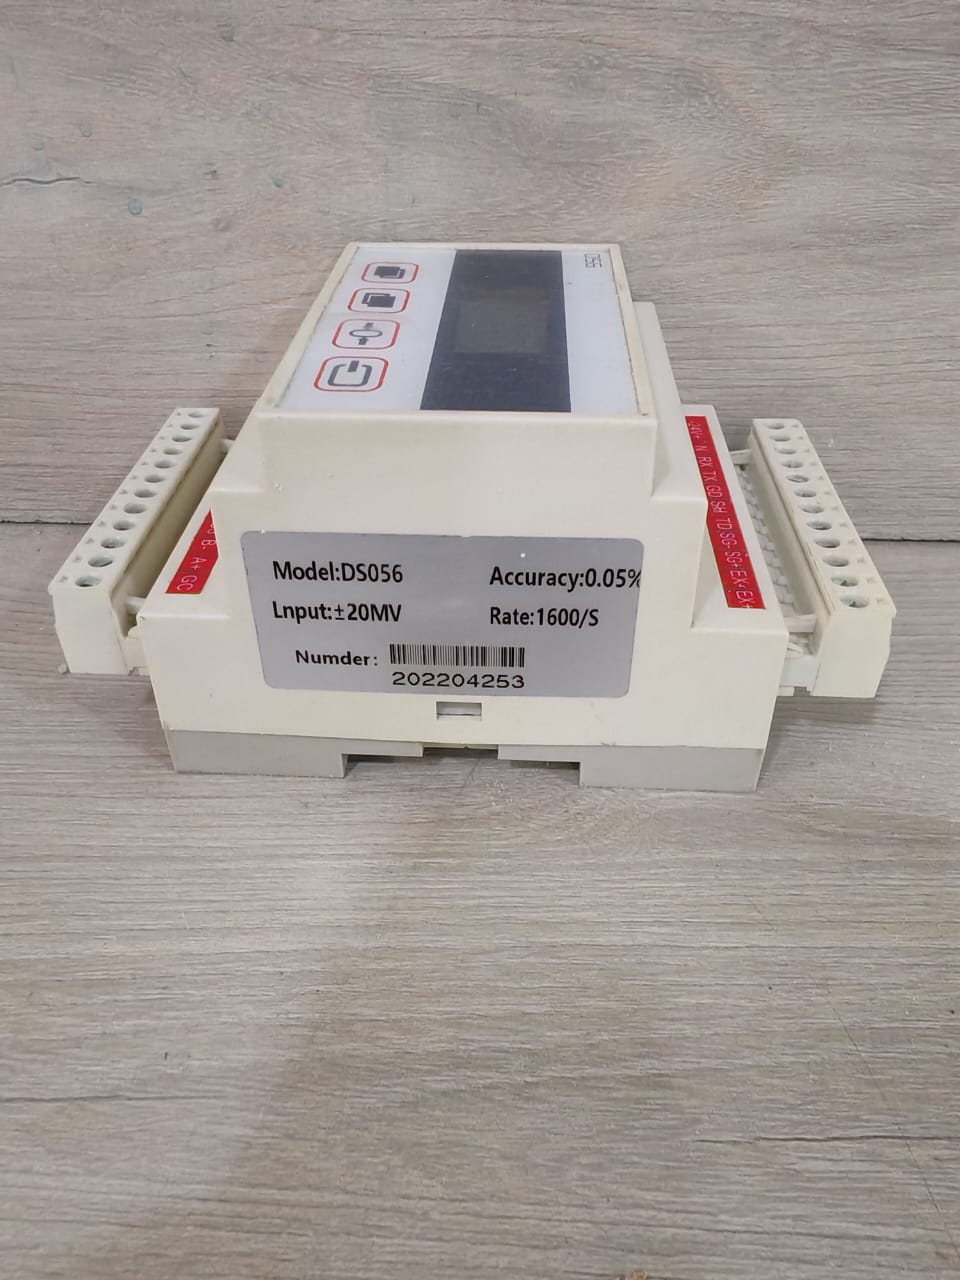 056
-24V+ N RX TX GD SH TD SG- SG+ EX- EX+
B- A+ GC
Model:DS056 Accuracy:0.05%
Lnput:±20MV Rate:1600/S
Numder:
202204253